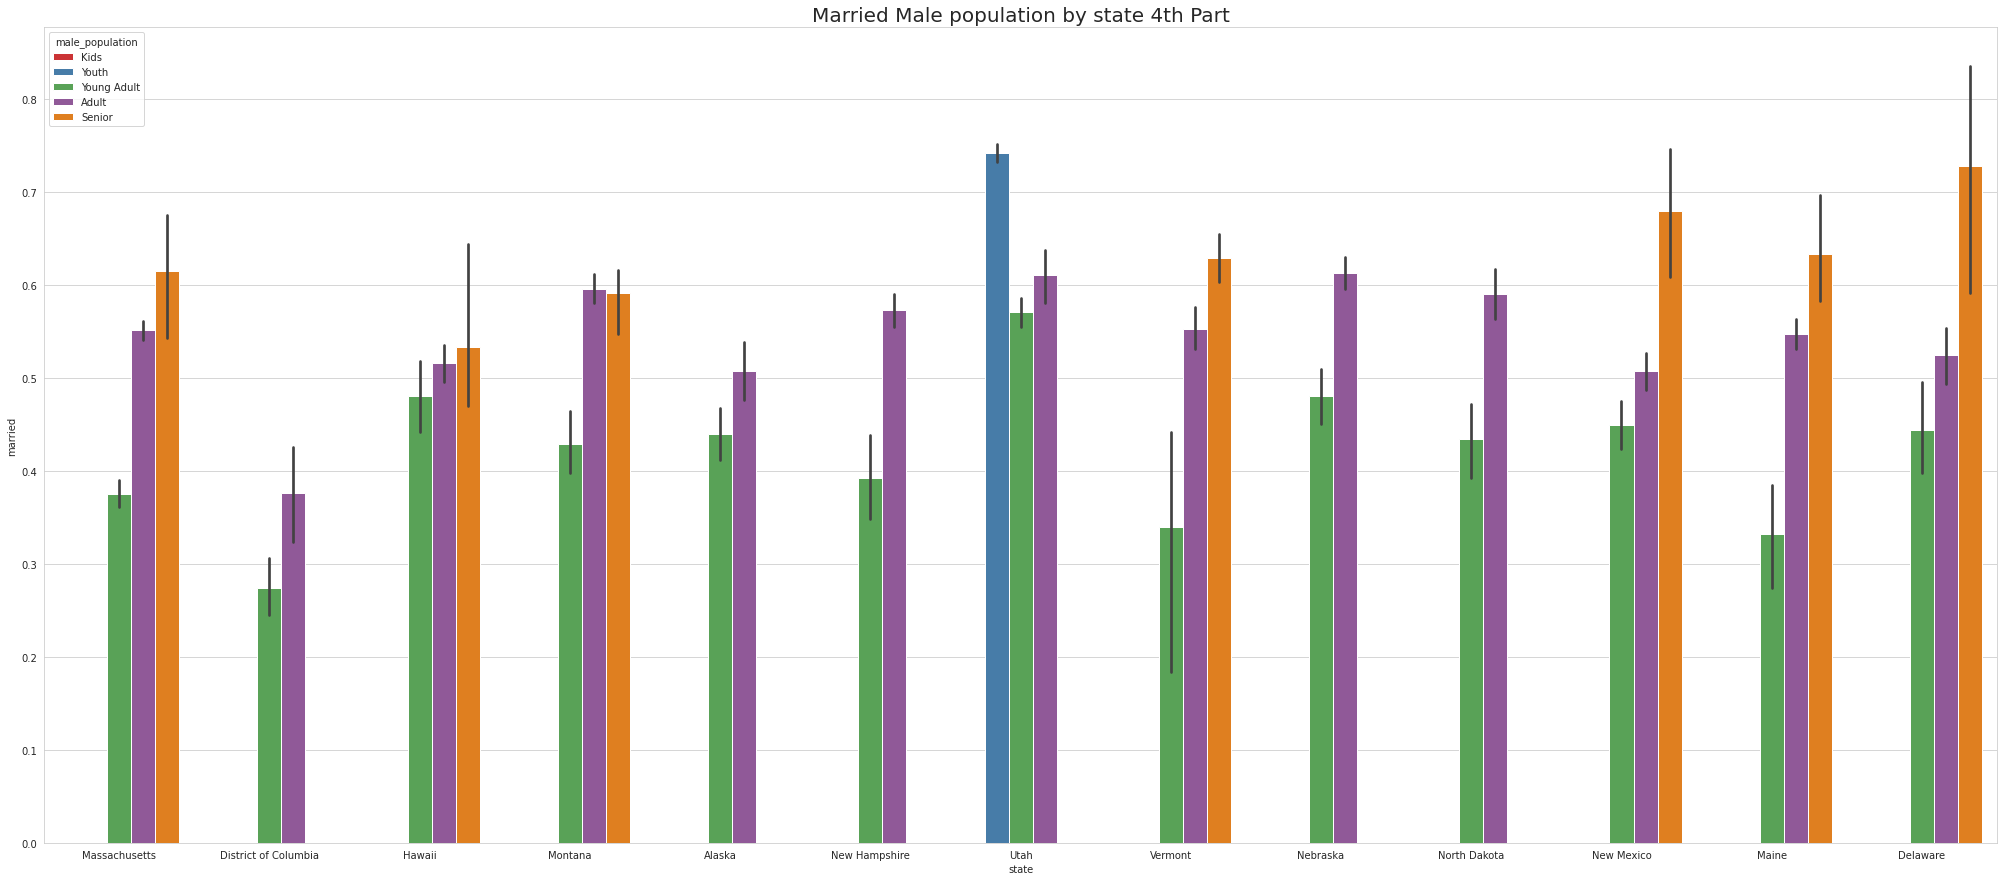 Married Male population by state 4th Part
male_population
Kids
Youth
Young Adult
Adult
Senior
married
0.8
0.7
0.6
0.5
0.4
0.3
0.2
0.1
0.0
Massachusetts District of Columbia Hawaii Montana Alaska New Hampshire Utah Vermont Nebraska North Dakota New Mexico Maine Delaware
state